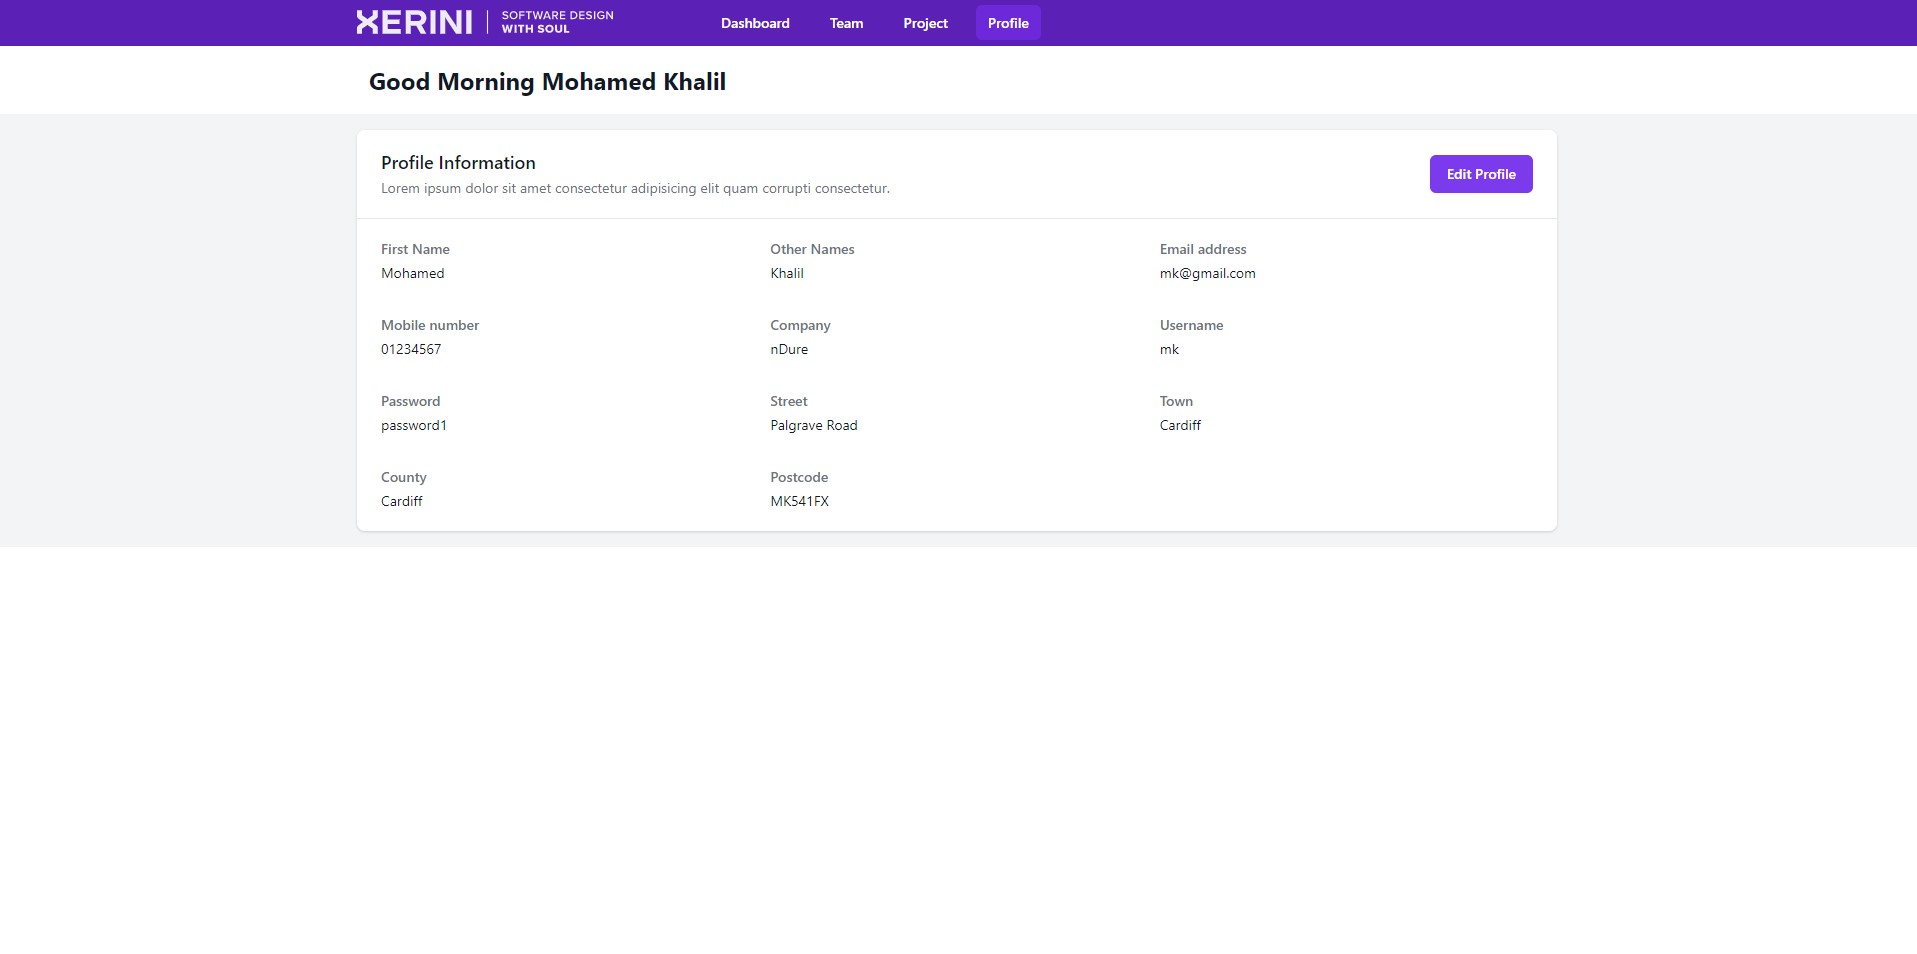 XERINI
SOFTWARE DESIGN
WITH SOUL
Dashboard Team Project Profile
Good Morning Mohamed Khalil
Profile Information
Lorem ipsum dolor sit amet consectetur adipisicing elit quam corrupti consectetur.
Edit Profile
First Name Other Names Email address
Mohamed Khalil mk@gmail.com
Mobile number Company Username
01234567 nDure mk
Password Street Town
password1 Palgrave Road Cardiff
County Postcode
Cardiff MK541FX